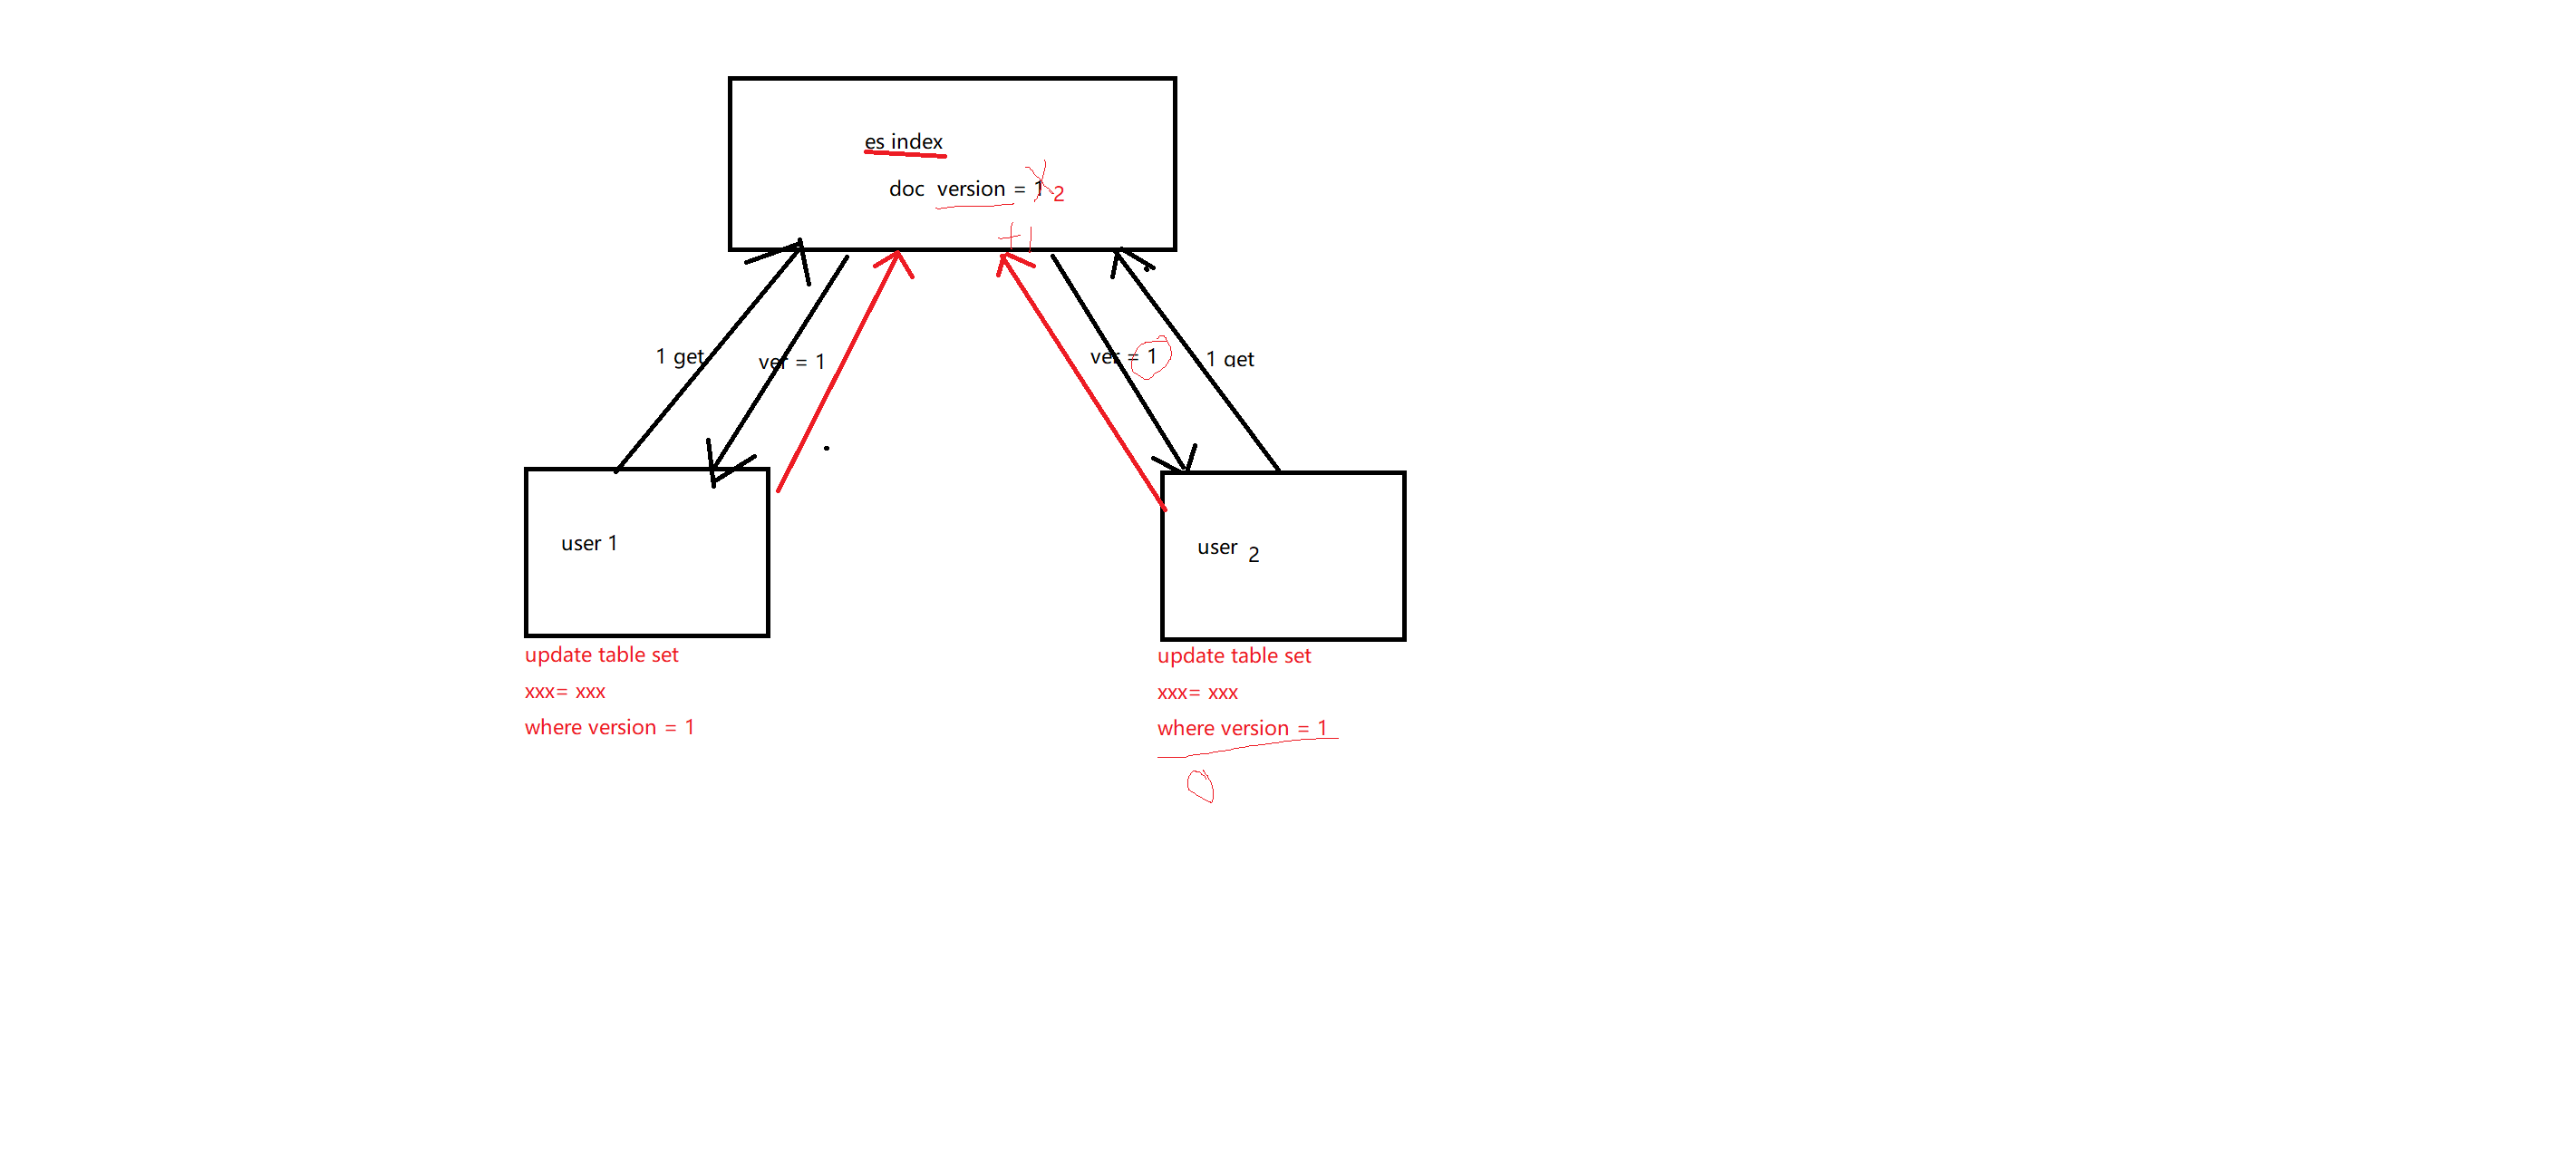 es index
doc version = 1 2
+1
1 get
ver = 1
ver = 1
1 get
user 1
user 2
update table set
xxx= xxx
where version = 1
update table set
xxx= xxx
where version = 1
0